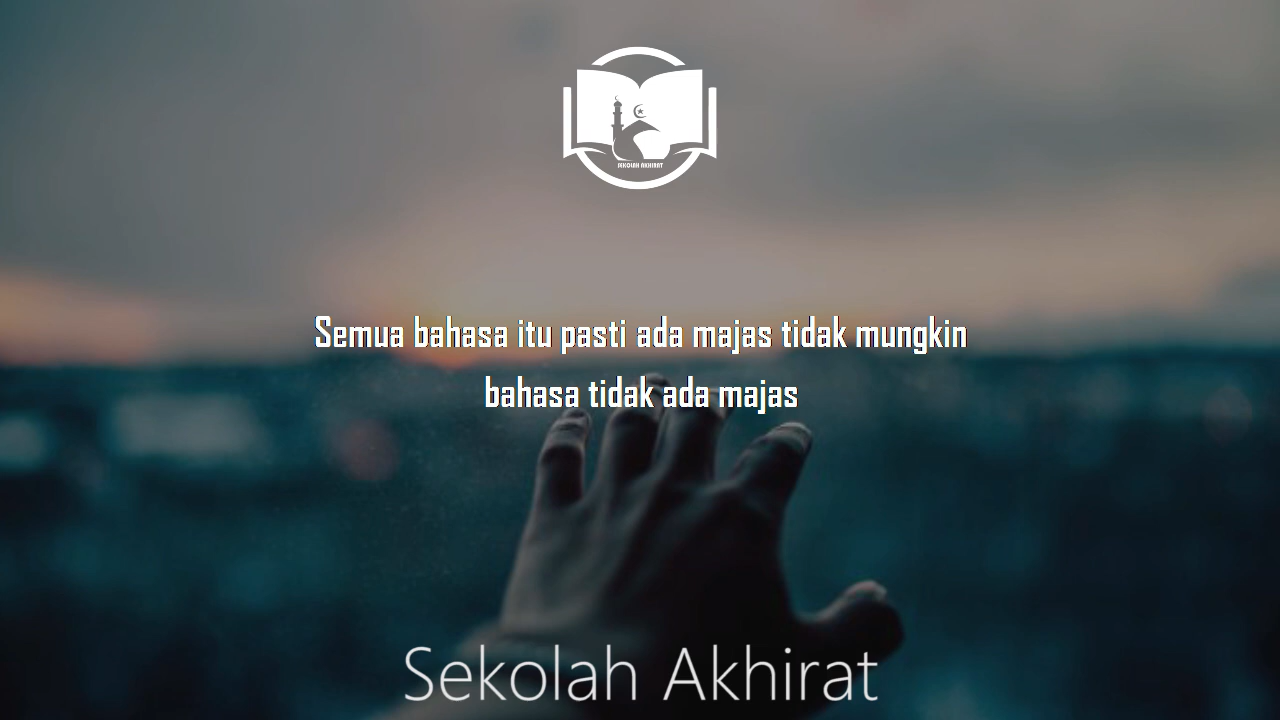 SEKOLAH AKHIRAT
Semua bahasa itu pasti ada majas tidak mungkin
bahasa tidak ada majas
Sekolah Akhirat